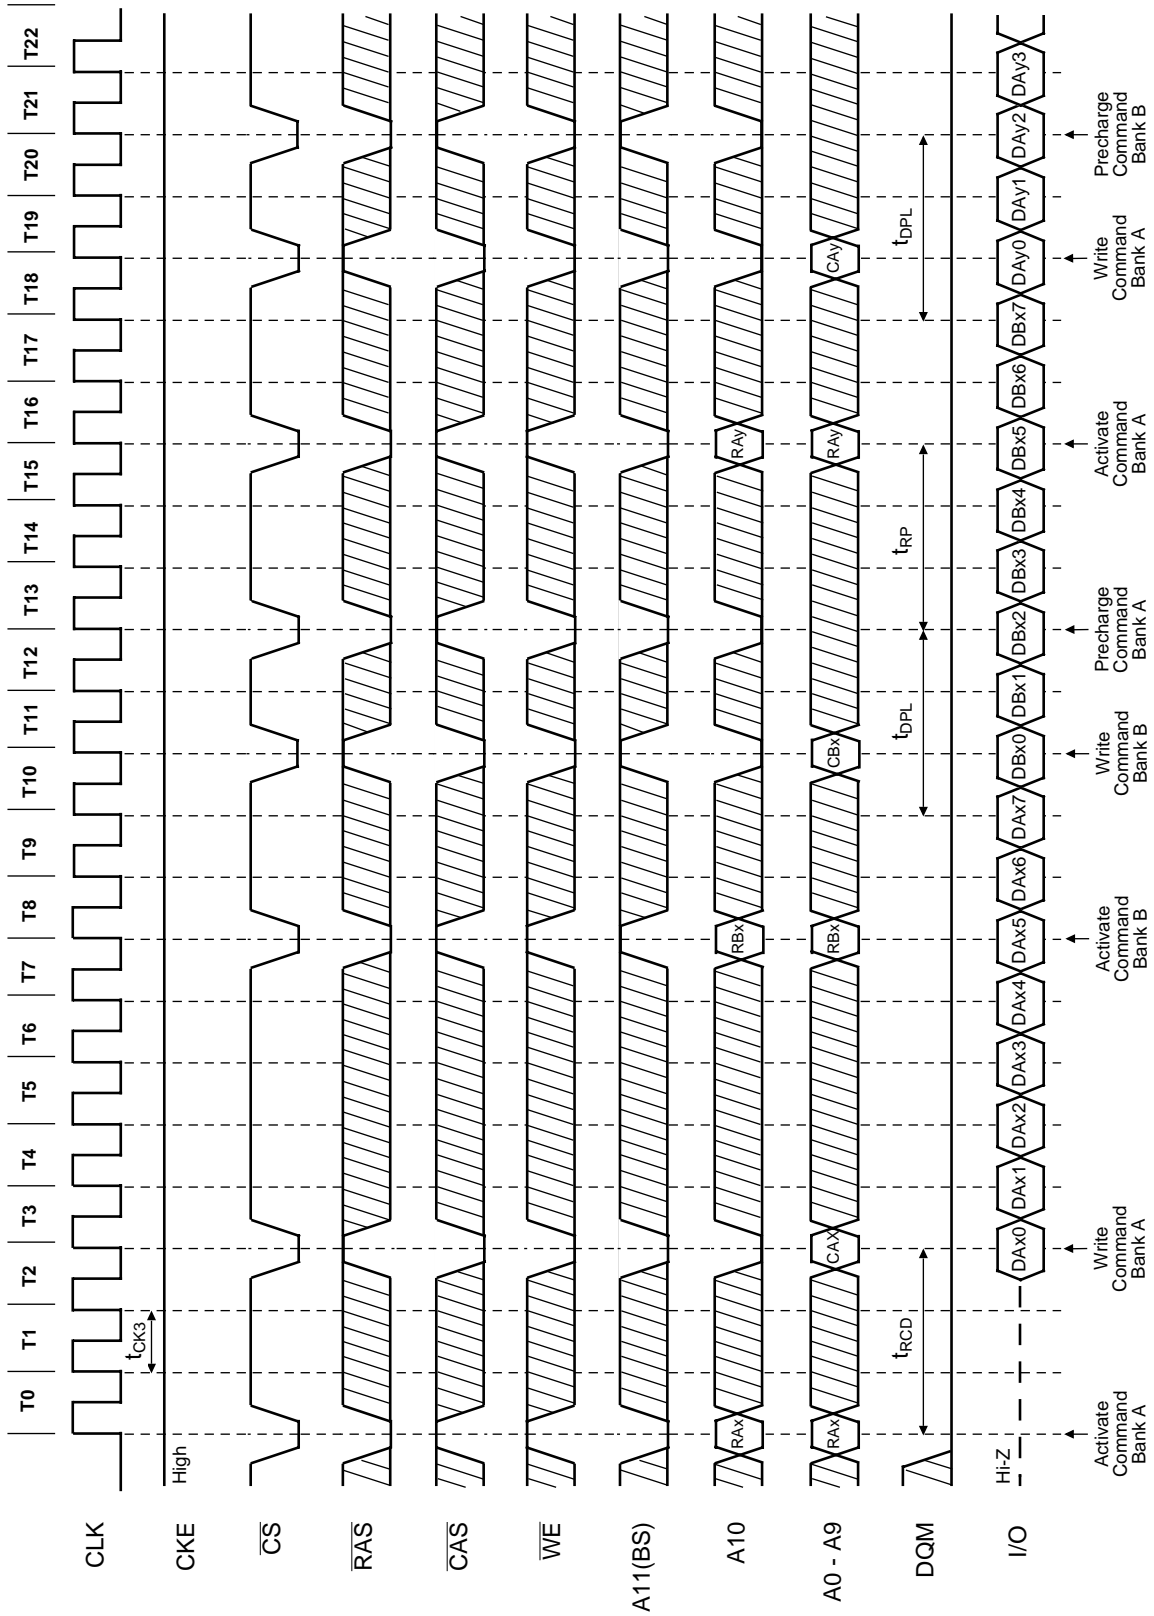 T0 T1 T2 T3 T4 T5 T6 T7 T8 T9 T10 T11 T12 T13 T14 T15 T16 T17 T18 T19 T20 T21 T22
CLK
tCK3
CKE
High
CS
RAS
CAS
WE
A11(BS)
A10
RAx RBx RAy
A0 - A9
RAx CAX RBx CBx RAy CAy
DQM
tRCD tDPL tRP tDPL
I/O
Hi-Z
DAx0 DAx1 DAx2 DAx3 DAx4 DAx5 DAx6 DAx7 DBx0 DBx1 DBx2 DBx3 DBx4 DBx5 DBx6 DBx7 DAy0 DAy1 DAy2 DAy3
Activate
Command
Bank A
Write
Command
Bank A
Activate
Command
Bank B
Write
Command
Bank B
Precharge
Command
Bank A
Activate
Command
Bank A
Write
Command
Bank A
Precharge
Command
Bank B